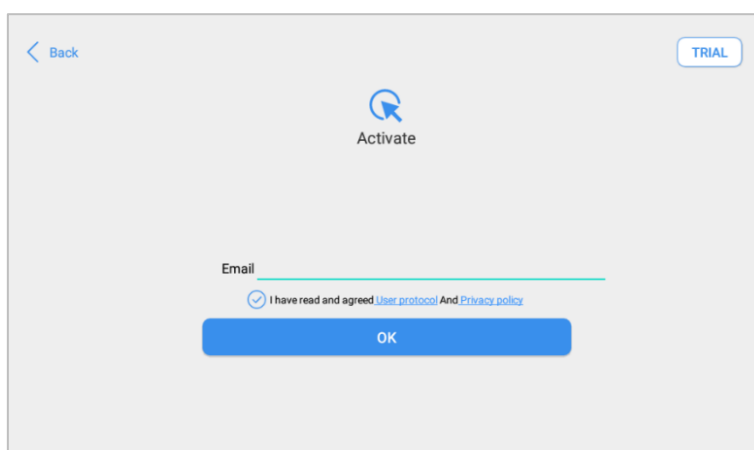 Back
TRIAL
Activate
Email
I have read and agreed User protocol And Privacy policy
OK